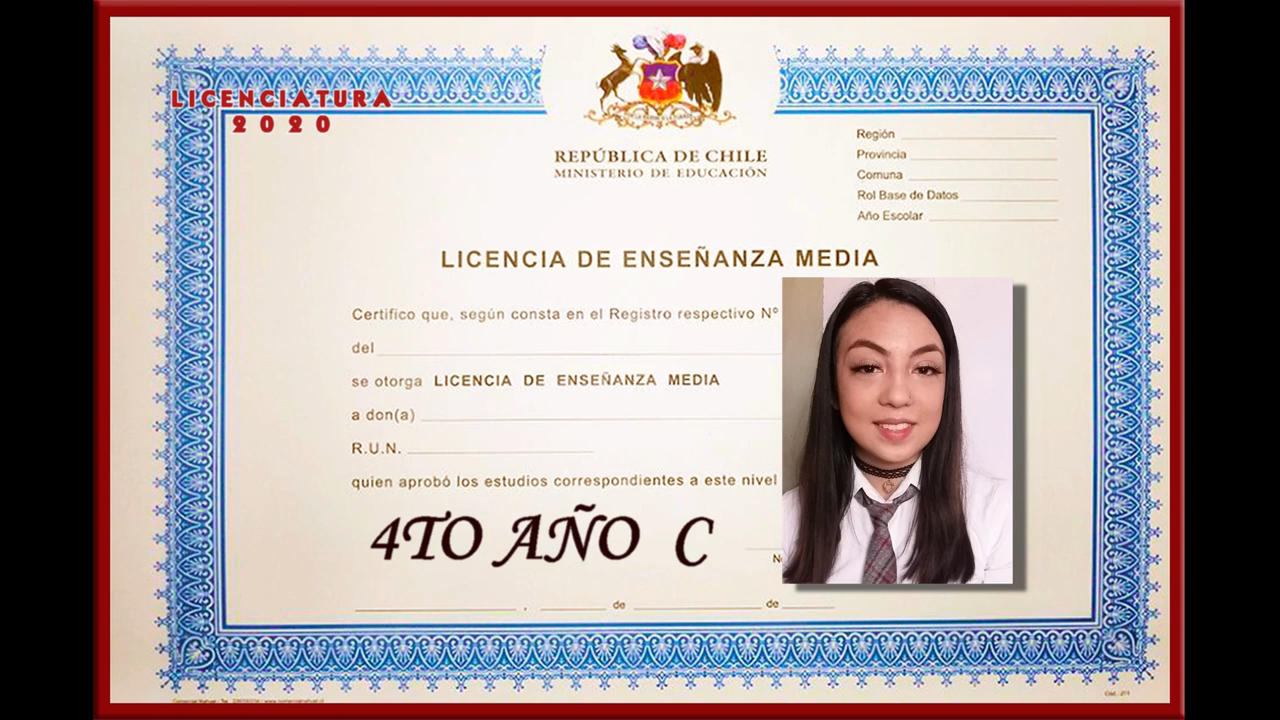 LICENCIATURA
2020
REPÚBLICA DE CHILE
MINISTERIO DE EDUCACIÓN
Región
Provincia
Comuna
Rol Base de Datos
Año Escolar
LICENCIA DE ENSEÑANZA MEDIA
Certifico que, según consta en el Registro respectivo Nº
del
se otorga LICENCIA DE ENSEÑANZA MEDIA
a don(a)
R.U.N.
quien aprobó los estudios correspondientes a este nivel
4TO AÑO C
, de de